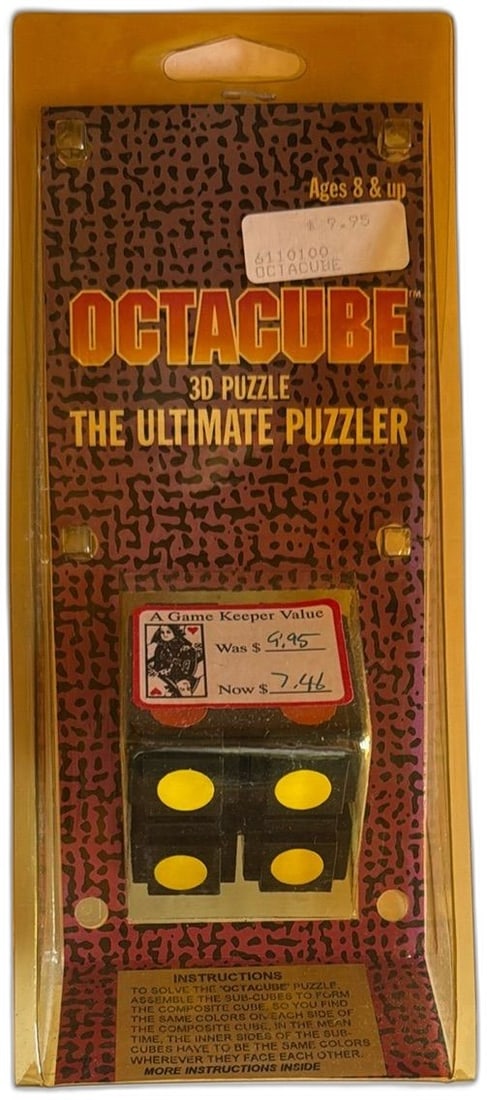 Ages 8 & up
$ 9.95
6110100
OCTACUBE
OCTACUBE™
3D PUZZLE
THE ULTIMATE PUZZLER
A Game Keeper Value
Was $ 9.95
Now $ 7.46
INSTRUCTIONS
TO SOLVE THE "OCTACUBE" PUZZLE,
ASSEMBLE THE SUB-CUBES TO FORM
THE COMPOSITE CUBE, SO YOU FIND
THE SAME COLORS ON EACH SIDE OF
THE COMPOSITE CUBE, IN THE MEAN
TIME, THE INNER SIDES OF THE SUB-
CUBES HAVE TO BE THE SAME COLORS
WHEREVER THEY FACE EACH OTHER.
MORE INSTRUCTIONS INSIDE